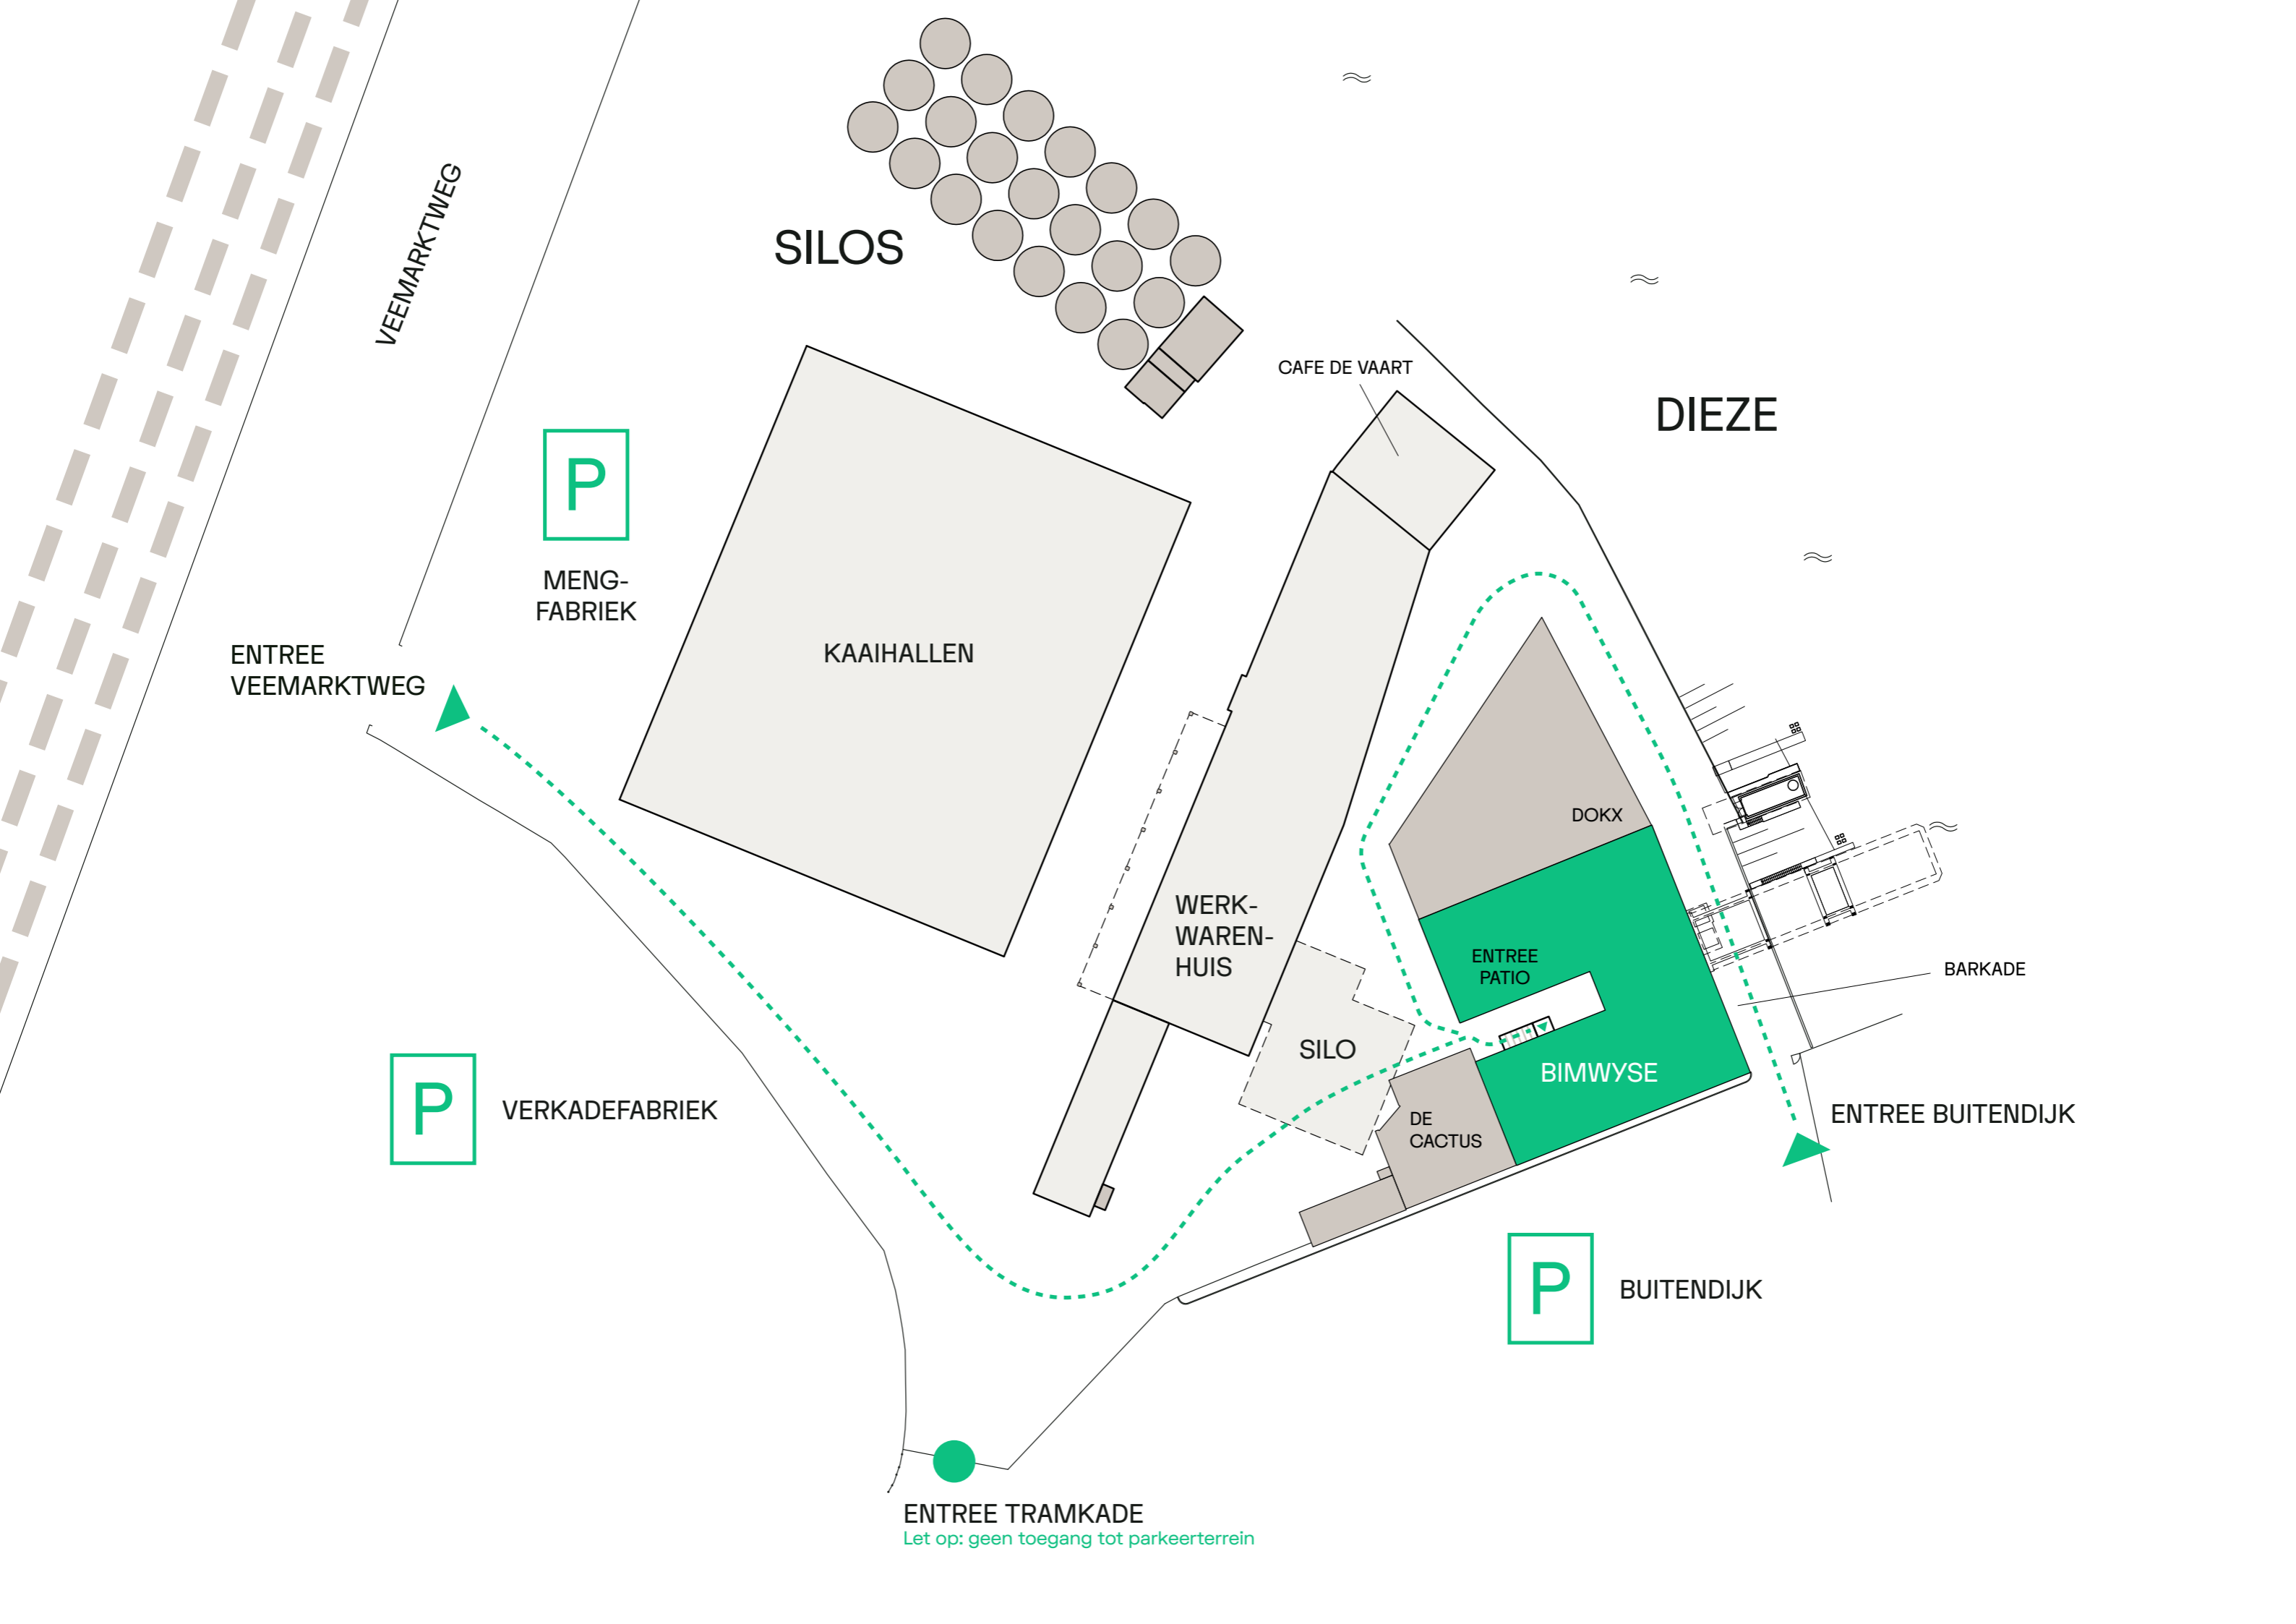 VEEMARKTWEG
SILOS
CAFE DE VAART
DIEZE
P
MENG-
FABRIEK
KAAIHALLEN
ENTREE
VEEMARKTWEG
DOKX
WERK-
WAREN-
HUIS
ENTREE
PATIO
BARKADE
SILO
BIMWYSE
P
VERKADEFABRIEK
DE
CACTUS
ENTREE BUITENDIJK
P
BUITENDIJK
ENTREE TRAMKADE
Let op: geen toegang tot parkeerterrein